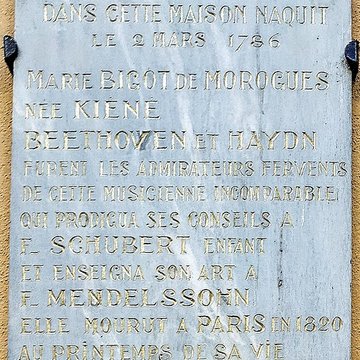 DANS CETTE MAISON NAQUIT
LE 2 MARS 1786
MARIE BIGOT DE MOROGUES
NÉE KIENE
BEETHOVEN ET HAYDN
FURENT LES ADMIRATEURS FERVENTS
DE CETTE MUSICIENNE INCOMPARABLE
QUI PRODIGUA SES CONSEILS A
F. SCHUBERT ENFANT
ET ENSEIGNA SON ART A
F. MENDELSSOHN
ELLE MOURUT A PARIS EN 1820
AU PRINTEMPS DE SA VIE